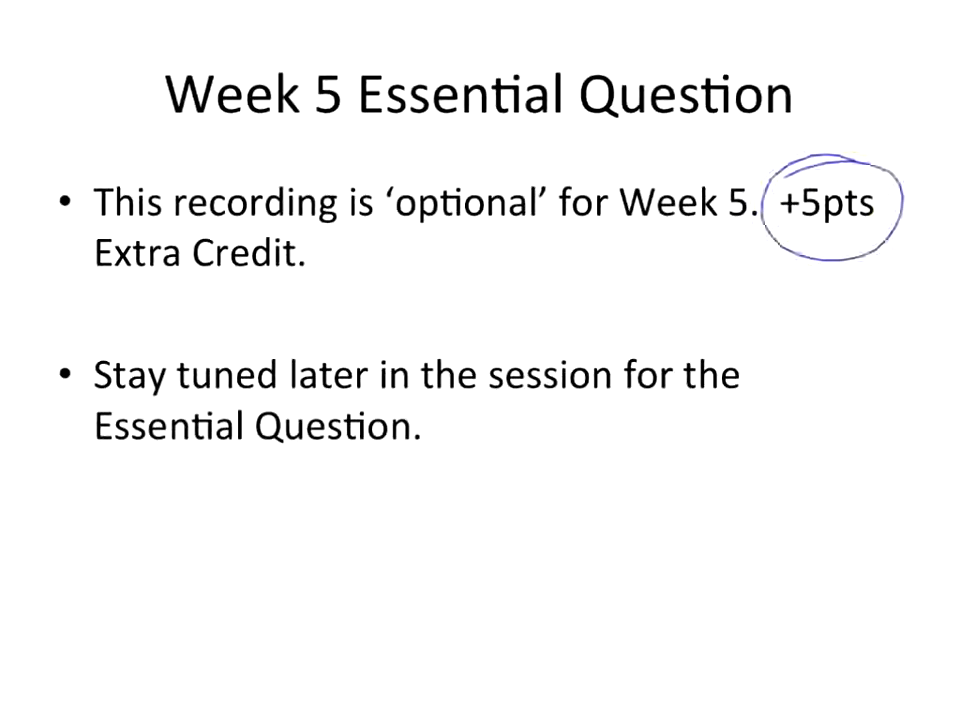 Week 5 Essential Question
• This recording is ‘optional’ for Week 5. +5pts
Extra Credit.
• Stay tuned later in the session for the
Essential Question.